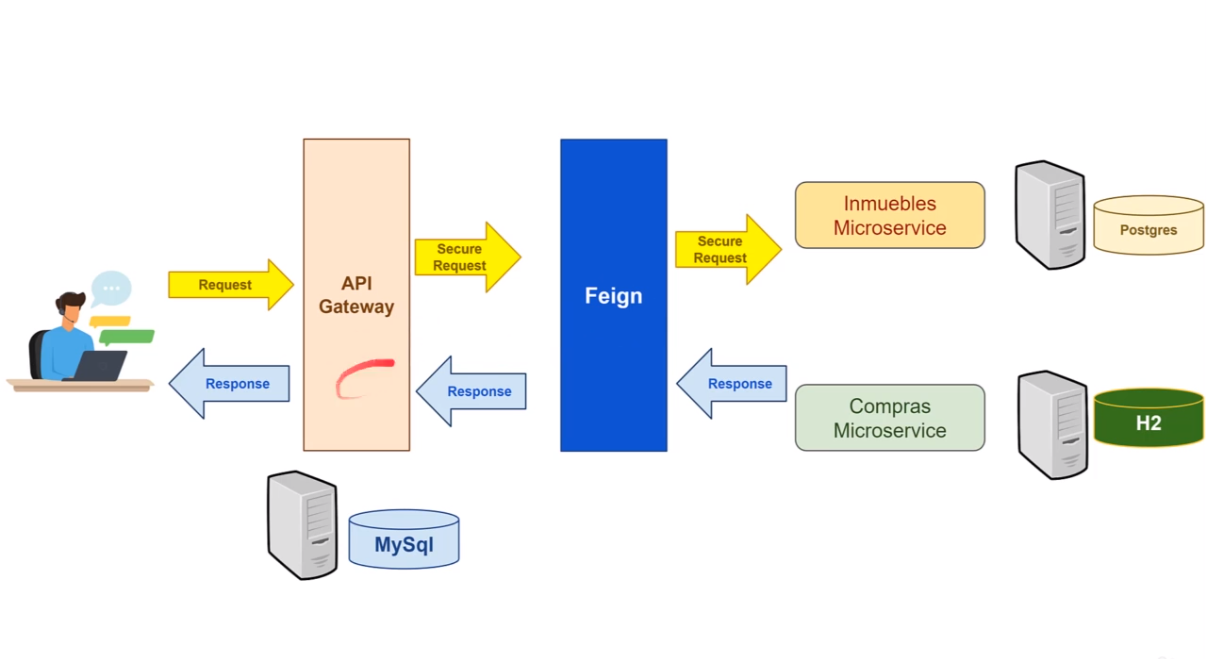 Request
API
Gateway
Secure
Request
Feign
Secure
Request
Inmuebles
Microservice
Postgres
Response
Response
Response
Compras
Microservice
H2
MySql